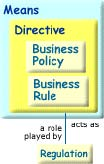 Means
Directive
Business
Policy
Business
Rule
a role
played by
acts as
Regulation